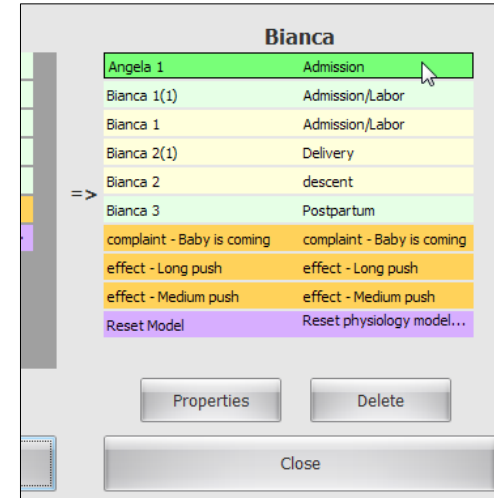 Bianca
Angela 1 Admission
Bianca 1(1) Admission/Labor
Bianca 1 Admission/Labor
Bianca 2(1) Delivery
Bianca 2 descent
=>
Bianca 3 Postpartum
complaint - Baby is coming complaint - Baby is coming
effect - Long push effect - Long push
effect - Medium push effect - Medium push
Reset Model Reset physiology model...
Properties Delete
Close